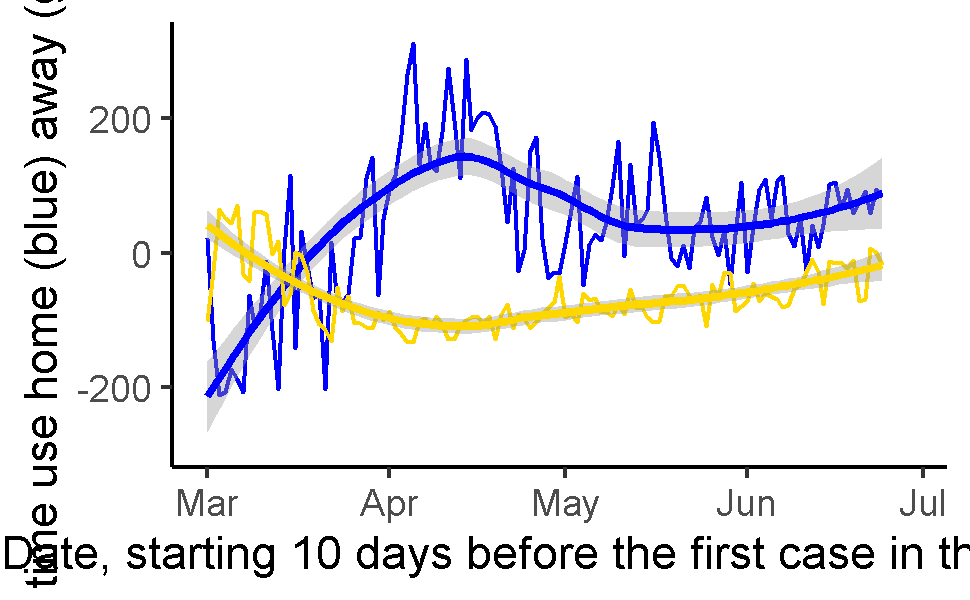 time use home (blue) away (
200
0
-200
Mar Apr May Jun Jul
Date, starting 10 days before the first case in th